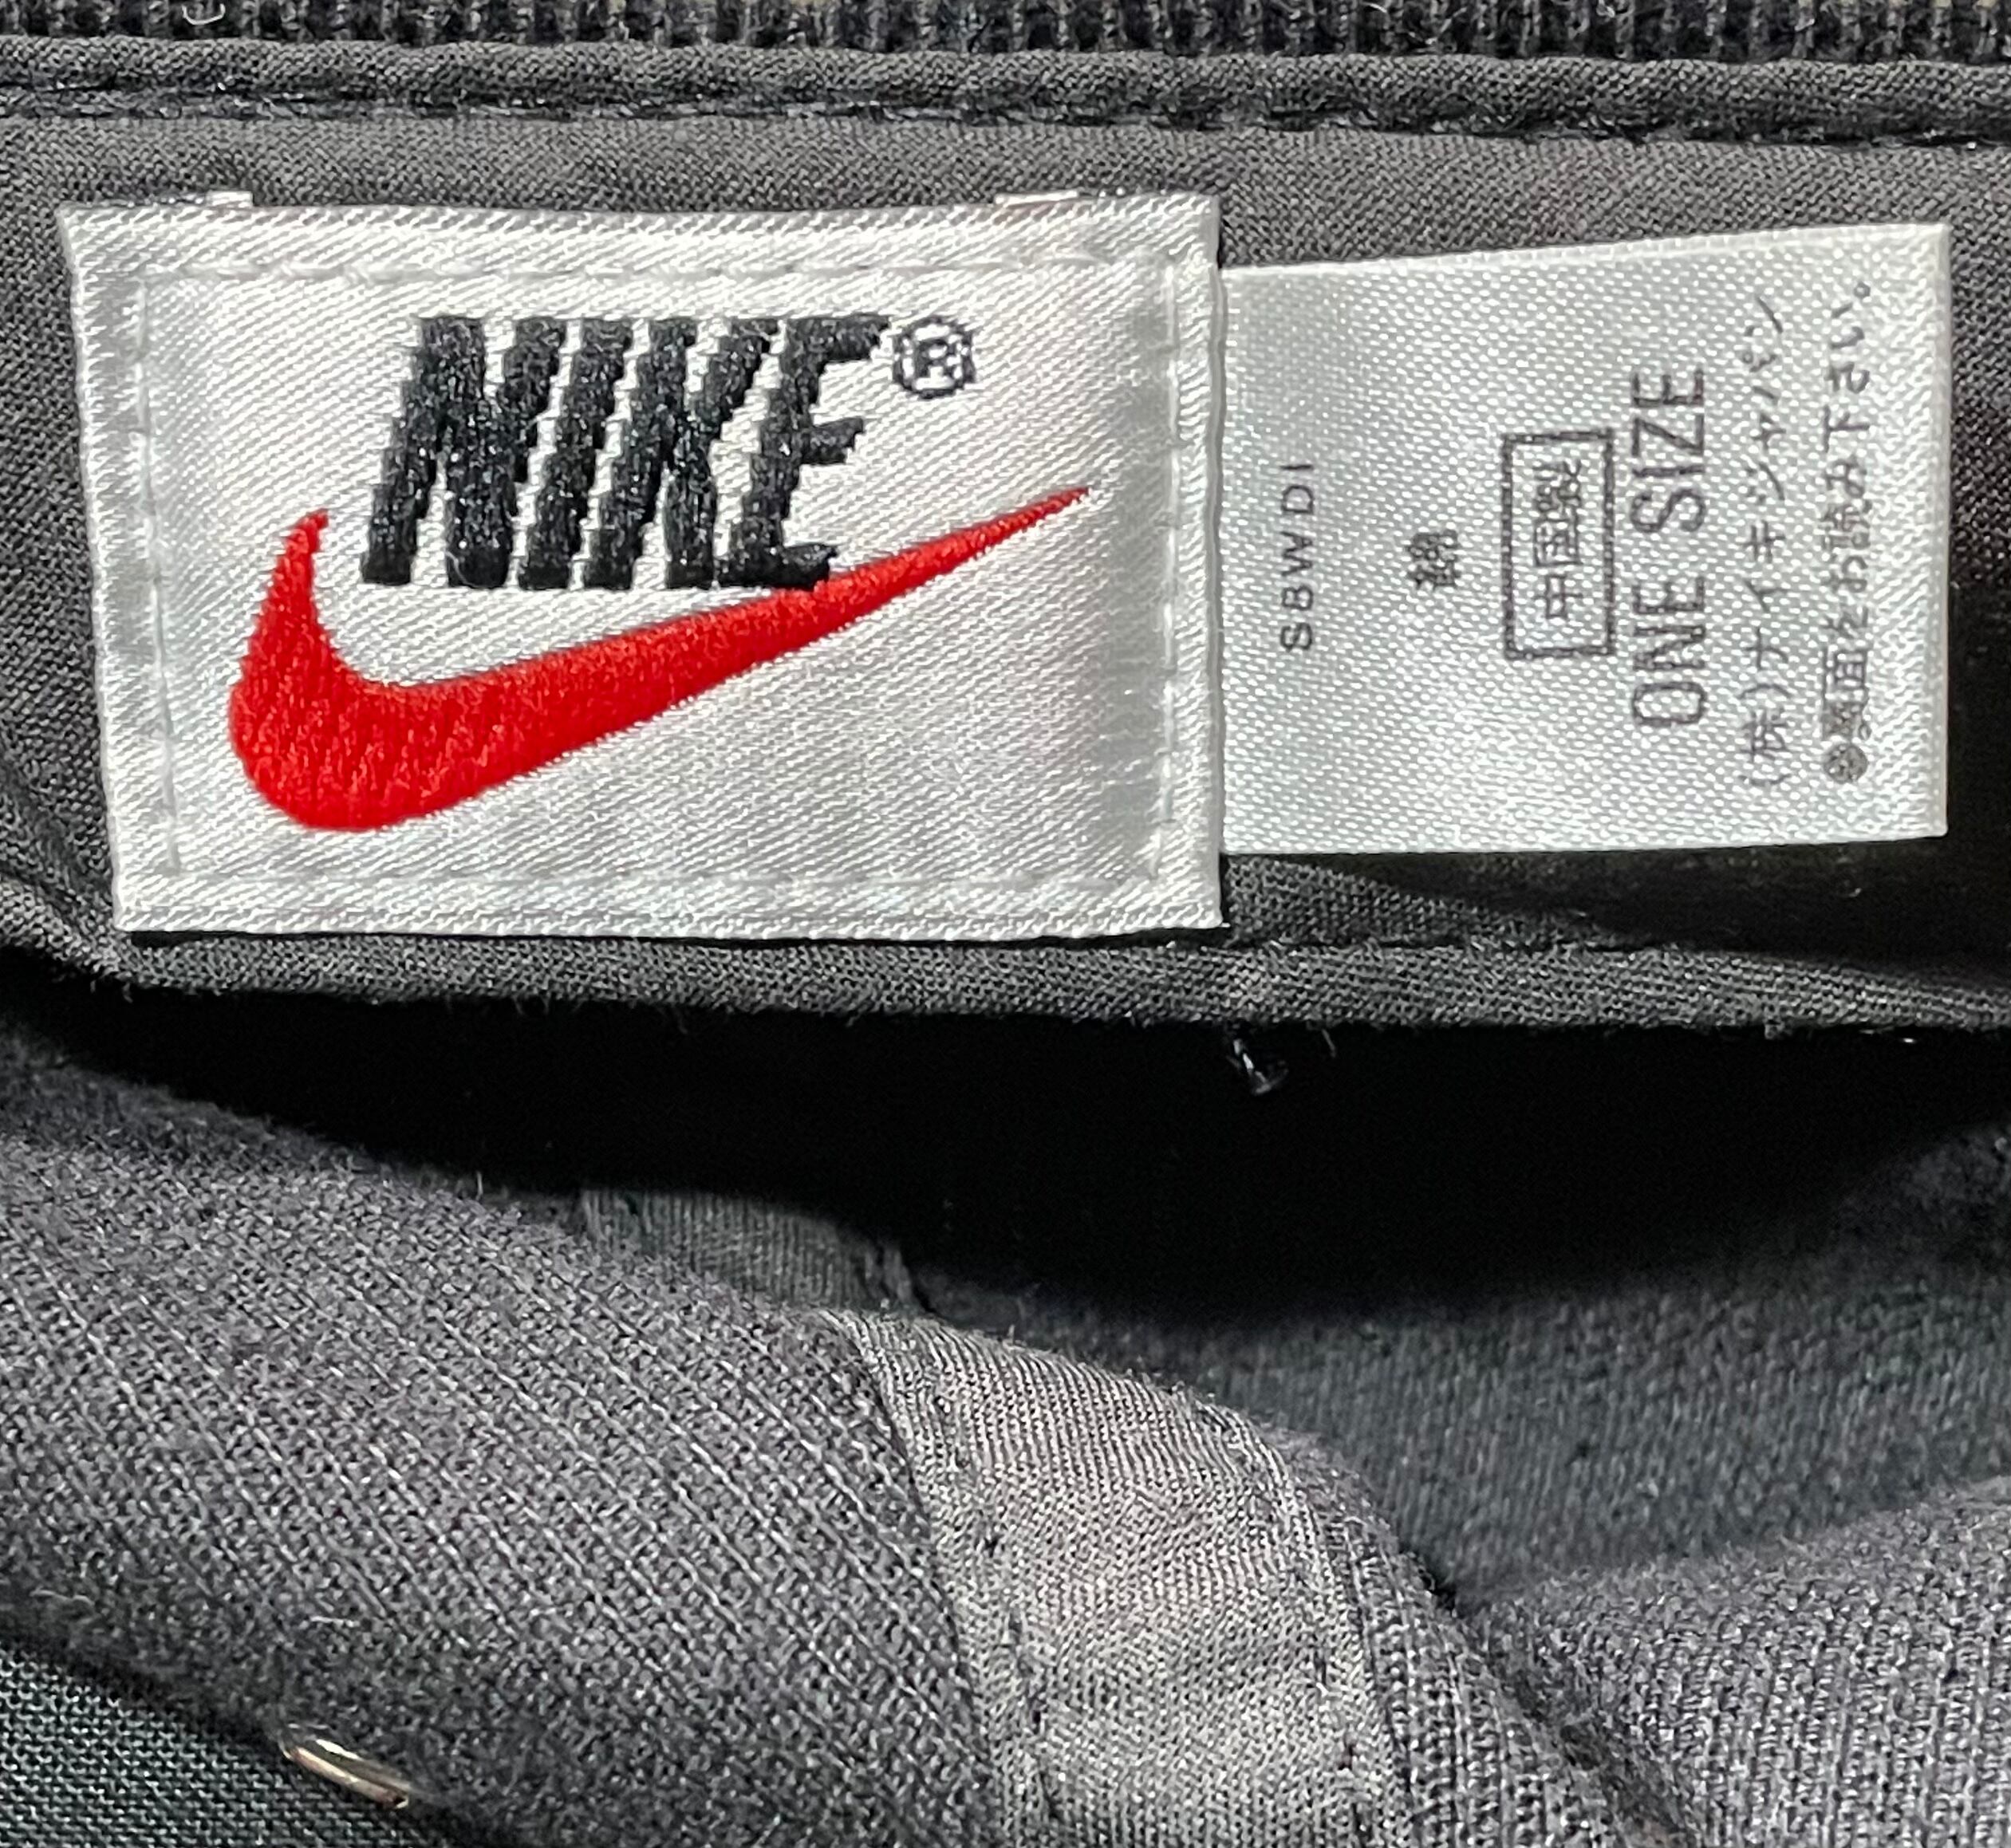 NIKE®
SBWDI
綿
中国製
ONE SIZE
(株)ナイキジャパン
裏面をお読み下さい。